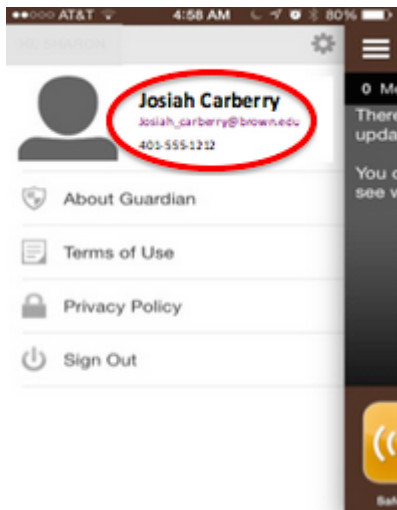 AT&T 4:58 AM 80%
Josiah Carberry
Josiah_carberry@brown.edu
401-555-1212
About Guardian
Terms of Use
Privacy Policy
Sign Out
0
There
upda
You
see